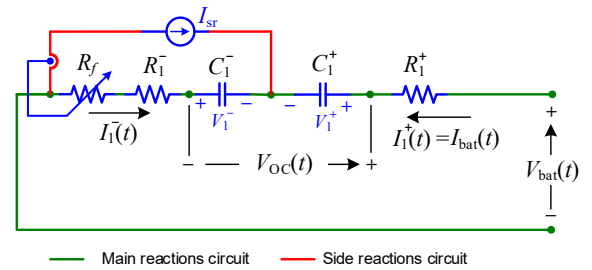 I_sr
R_f R_1^- C_1^- C_1^+ R_1^+
+ V_1^- − − V_1^+ +
I_1^-(t) I_1^+(t) = I_bat(t)
+
− V_OC(t) +
V_bat(t)
−
Main reactions circuit Side reactions circuit